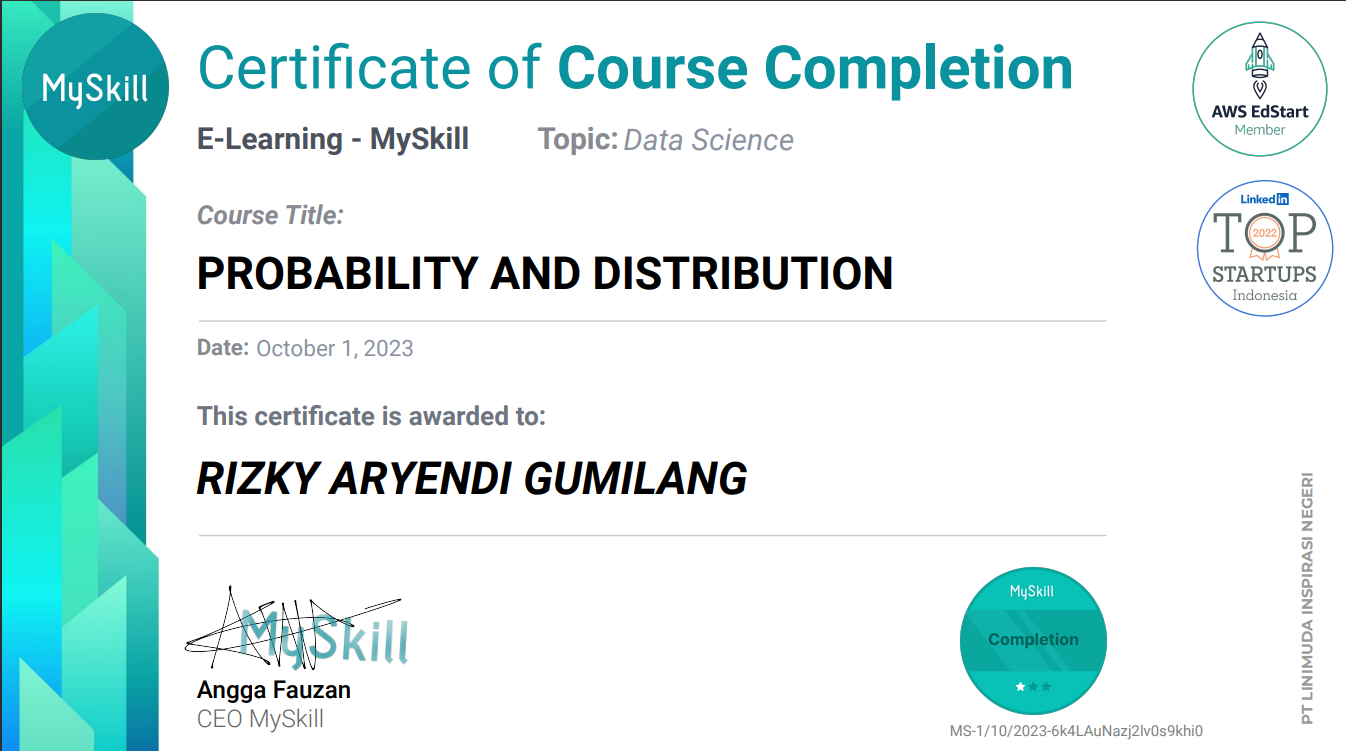 MySkill
Certificate of Course Completion
E-Learning - MySkill Topic: Data Science
Course Title:
PROBABILITY AND DISTRIBUTION
Date: October 1, 2023
This certificate is awarded to:
RIZKY ARYENDI GUMILANG
MySkill
Angga Fauzan
CEO MySkill
MySkill
Completion
MS-1/10/2023-6k4LAuNazj2lv0s9khi0
AWS EdStart
Member
Linked in
TOP
2022
STARTUPS
Indonesia
PT LINIMUDA INSPIRASI NEGERI